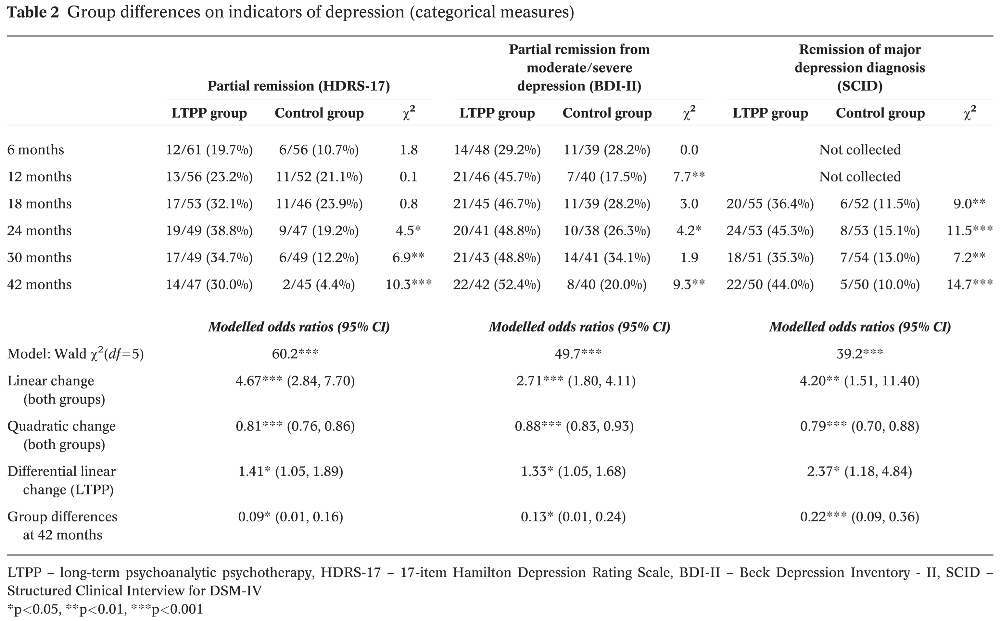 Table 2 Group differences on indicators of depression (categorical measures)
Partial remission (HDRS-17)
Partial remission from
moderate/severe
depression (BDI-II)
Remission of major
depression diagnosis
(SCID)
LTPP group Control group χ² LTPP group Control group χ² LTPP group Control group χ²
6 months 12/61 (19.7%) 6/56 (10.7%) 1.8 14/48 (29.2%) 11/39 (28.2%) 0.0 Not collected
12 months 13/56 (23.2%) 11/52 (21.1%) 0.1 21/46 (45.7%) 7/40 (17.5%) 7.7** Not collected
18 months 17/53 (32.1%) 11/46 (23.9%) 0.8 21/45 (46.7%) 11/39 (28.2%) 3.0 20/55 (36.4%) 6/52 (11.5%) 9.0**
24 months 19/49 (38.8%) 9/47 (19.2%) 4.5* 20/41 (48.8%) 10/38 (26.3%) 4.2* 24/53 (45.3%) 8/53 (15.1%) 11.5***
30 months 17/49 (34.7%) 6/49 (12.2%) 6.9** 21/43 (48.8%) 14/41 (34.1%) 1.9 18/51 (35.3%) 7/54 (13.0%) 7.2**
42 months 14/47 (30.0%) 2/45 (4.4%) 10.3*** 22/42 (52.4%) 8/40 (20.0%) 9.3** 22/50 (44.0%) 5/50 (10.0%) 14.7***
Modelled odds ratios (95% CI) Modelled odds ratios (95% CI) Modelled odds ratios (95% CI)
Model: Wald χ²(df=5) 60.2*** 49.7*** 39.2***
Linear change 4.67*** (2.84, 7.70) 2.71*** (1.80, 4.11) 4.20** (1.51, 11.40)
(both groups)
Quadratic change 0.81*** (0.76, 0.86) 0.88*** (0.83, 0.93) 0.79*** (0.70, 0.88)
(both groups)
Differential linear 1.41* (1.05, 1.89) 1.33* (1.05, 1.68) 2.37* (1.18, 4.84)
change (LTPP)
Group differences 0.09* (0.01, 0.16) 0.13* (0.01, 0.24) 0.22*** (0.09, 0.36)
at 42 months
LTPP – long-term psychoanalytic psychotherapy, HDRS-17 – 17-item Hamilton Depression Rating Scale, BDI-II – Beck Depression Inventory - II, SCID –
Structured Clinical Interview for DSM-IV
*p<0.05, **p<0.01, ***p<0.001